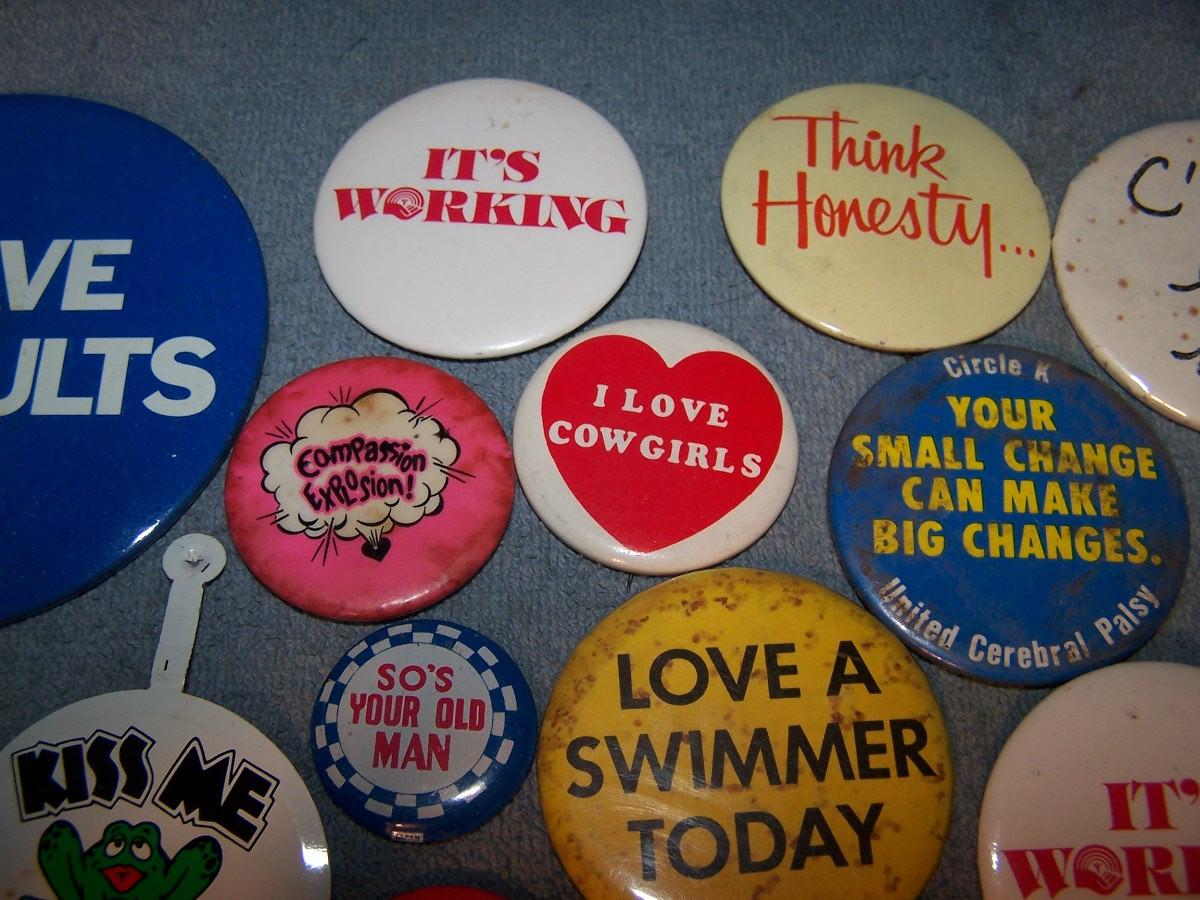 IT'S
WORKING
Think
Honesty...
C'
VE
ULTS
Compassion
Explosion!
I LOVE
COWGIRLS
Circle K
YOUR
SMALL CHANGE
CAN MAKE
BIG CHANGES.
United Cerebral Palsy
KISS ME
SO'S
YOUR OLD
MAN
JAPAN
LOVE A
SWIMMER
TODAY
IT'
WOR